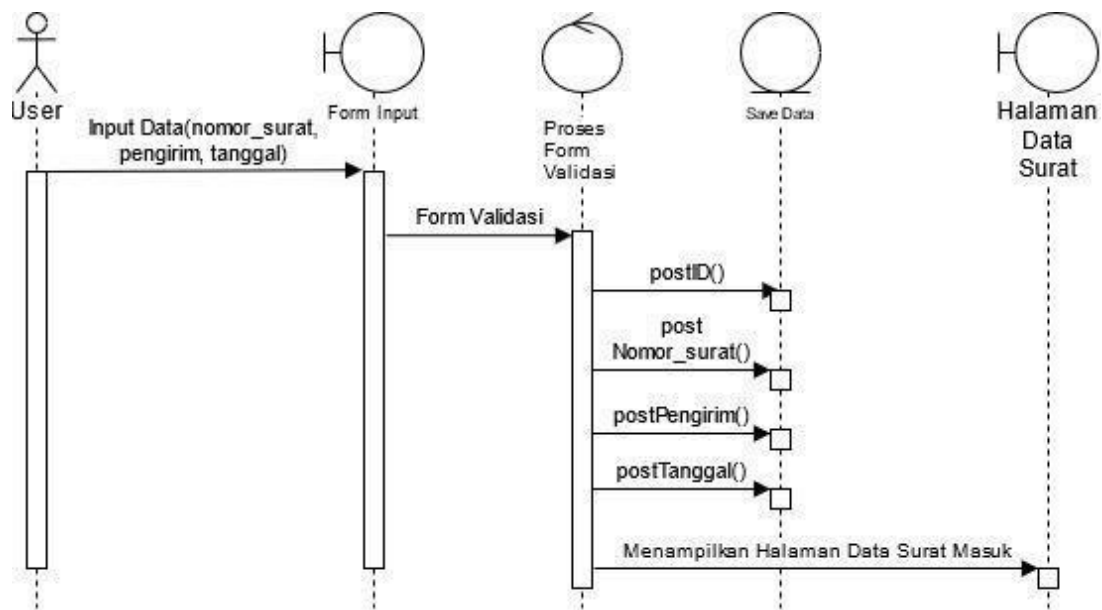 User
Form Input
Proses
Form
Validasi
Save Data
Halaman
Data
Surat
Input Data(nomor_surat,
pengirim, tanggal)
Form Validasi
postID()
post
Nomor_surat()
postPengirim()
postTanggal()
Menampilkan Halaman Data Surat Masuk